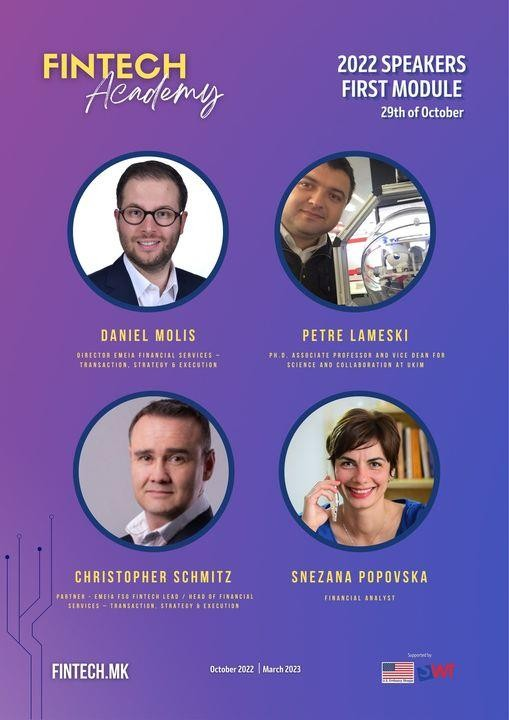 FINTECH
Academy
2022 SPEAKERS
FIRST MODULE
29th of October
DANIEL MOLIS
DIRECTOR EMEIA FINANCIAL SERVICES –
TRANSACTION, STRATEGY & EXECUTION
PETRE LAMESKI
PH.D. ASSOCIATE PROFESSOR AND VICE DEAN FOR
SCIENCE AND COLLABORATION AT UKIM
CHRISTOPHER SCHMITZ
PARTNER - EMEIA FSO FINTECH LEAD / HEAD OF FINANCIAL
SERVICES – TRANSACTION, STRATEGY & EXECUTION
SNEZANA POPOVSKA
FINANCIAL ANALYST
FINTECH.MK
October 2022 | March 2023
Supported by
U.S. Embassy Skopje